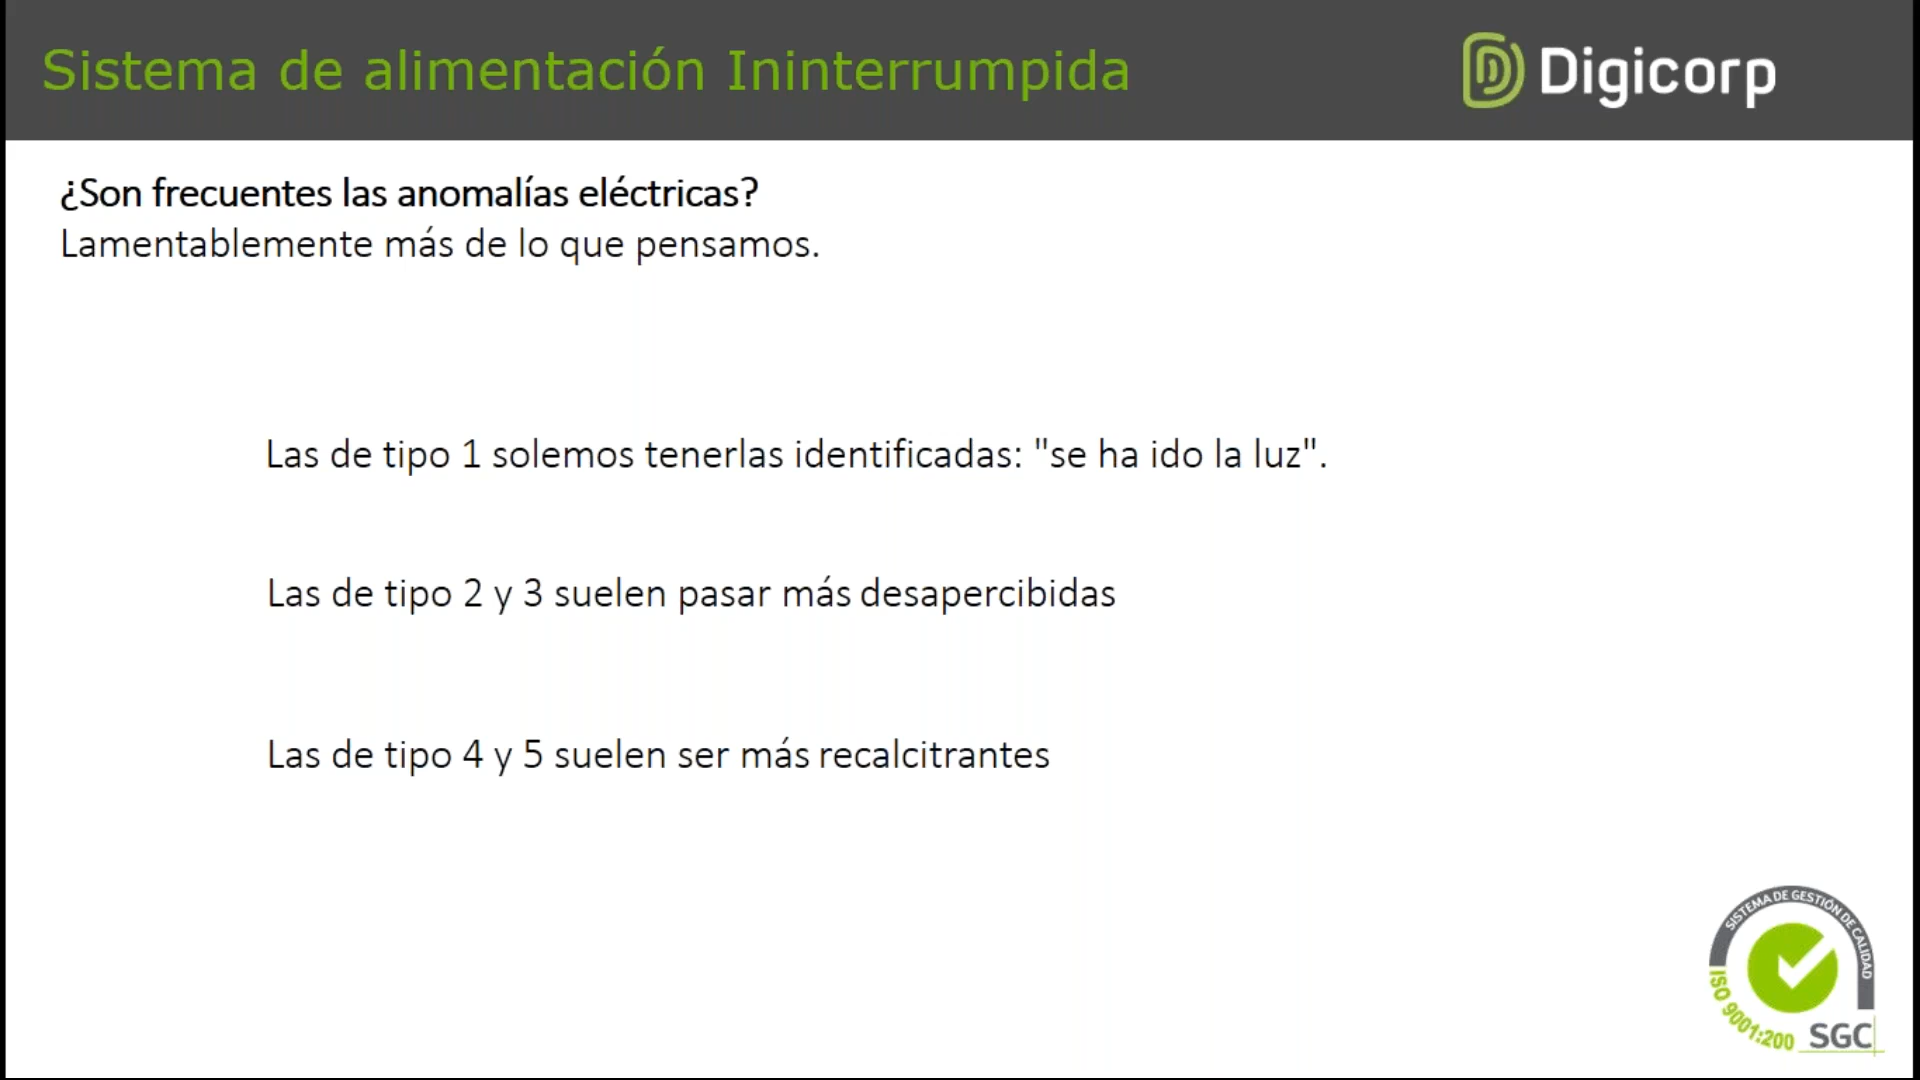 Sistema de alimentación Ininterrumpida
Digicorp
¿Son frecuentes las anomalías eléctricas?
Lamentablemente más de lo que pensamos.
Las de tipo 1 solemos tenerlas identificadas: "se ha ido la luz".
Las de tipo 2 y 3 suelen pasar más desapercibidas
Las de tipo 4 y 5 suelen ser más recalcitrantes
SISTEMA DE GESTIÓN DE CALIDAD
ISO 9001:200
SGC